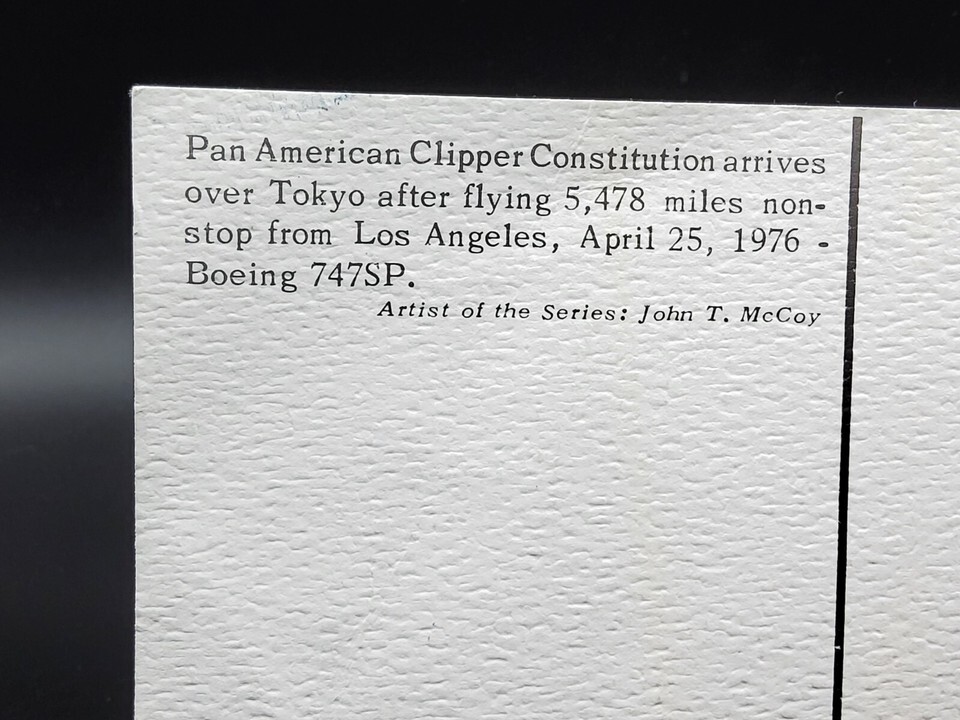 Pan American Clipper Constitution arrives
over Tokyo after flying 5,478 miles non-
stop from Los Angeles, April 25, 1976 -
Boeing 747SP.
Artist of the Series: John T. McCoy